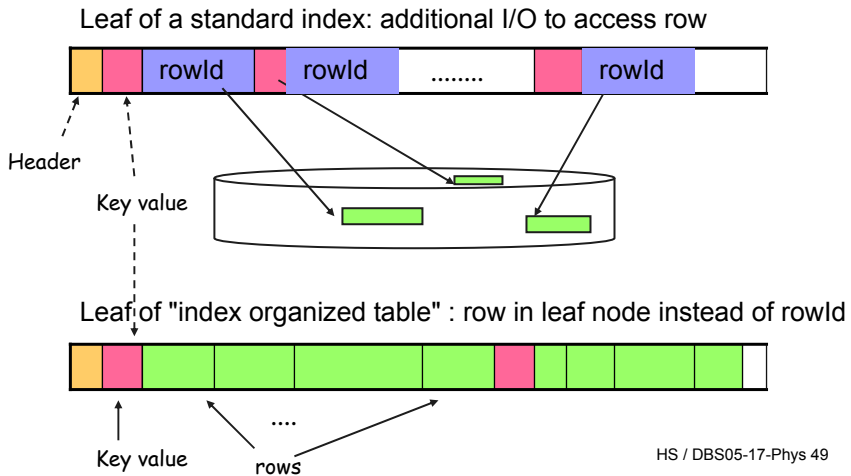 Leaf of a standard index: additional I/O to access row
rowId rowId ........ rowId
Header
Key value
Leaf of "index organized table" : row in leaf node instead of rowId
....
Key value
rows
HS / DBS05-17-Phys 49